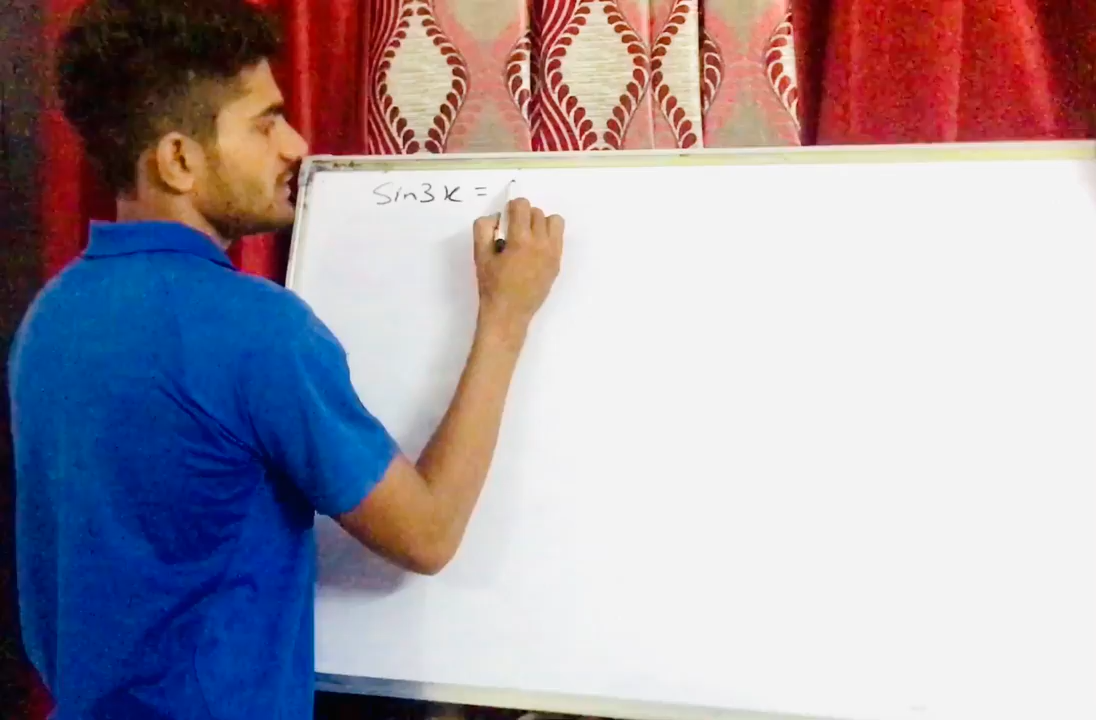 Sin3x =